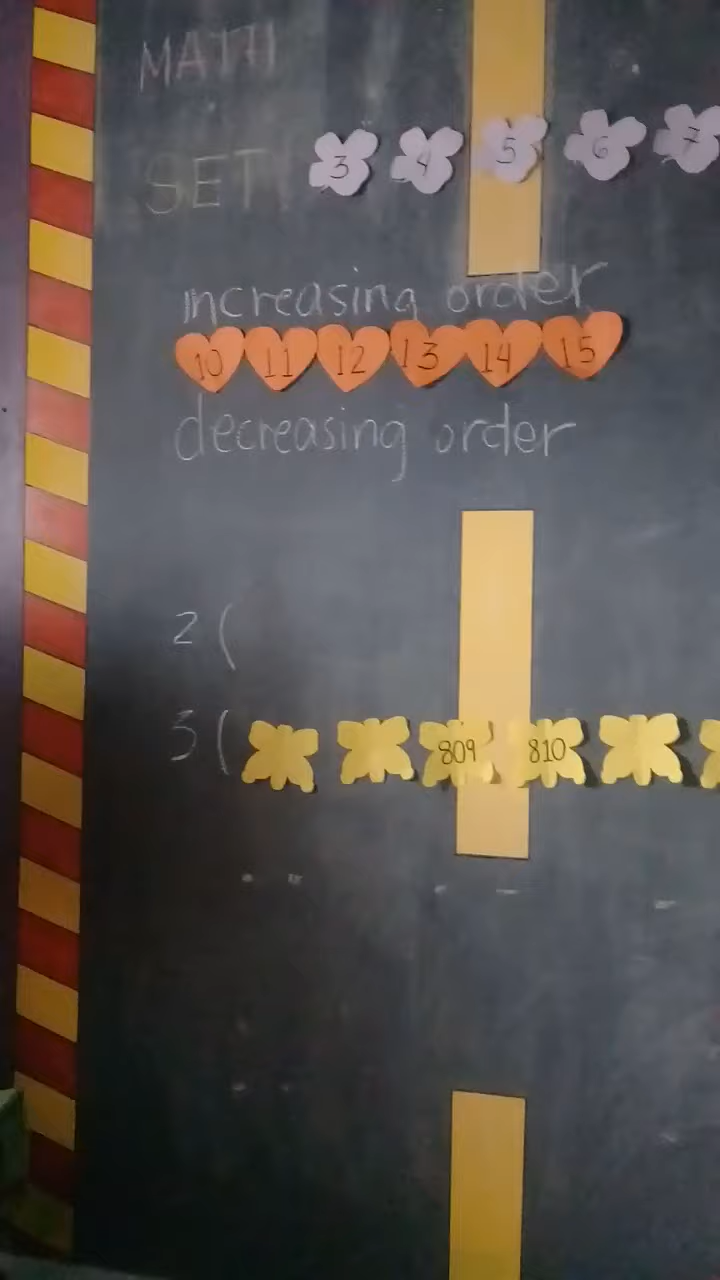 MATH
SET 3 4 5 6 7
increasing order
10 11 12 13 14 15
decreasing order
2(
3( 809 810